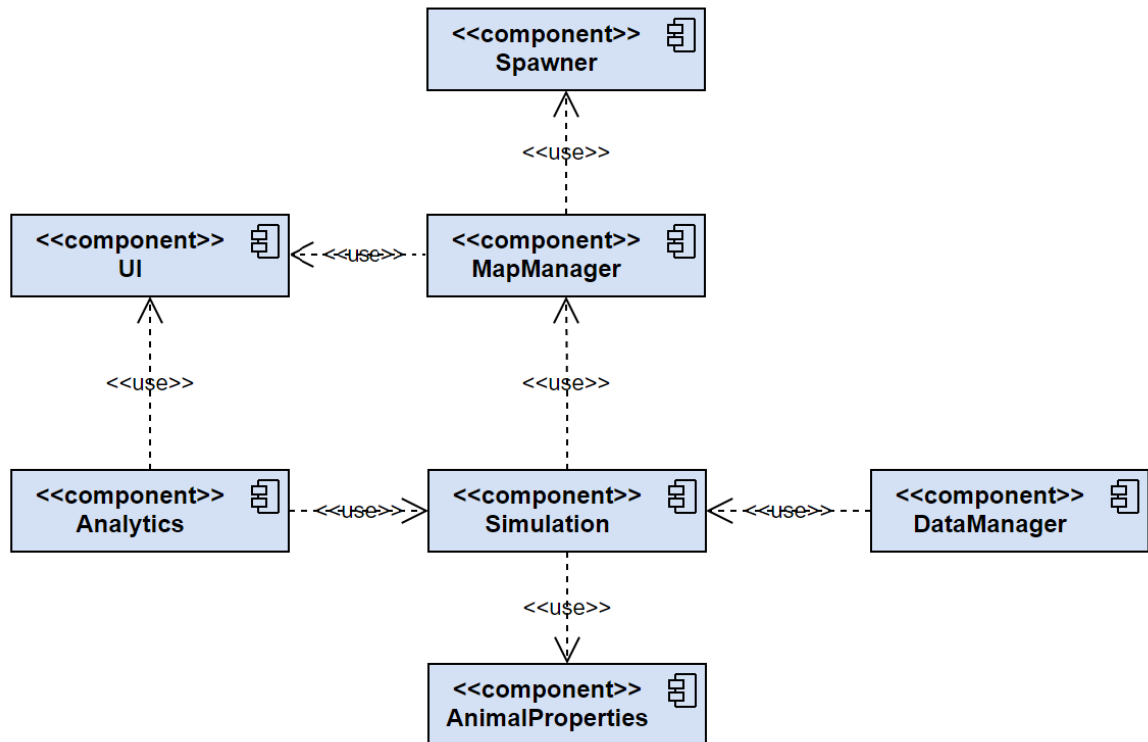 <<component>>
Spawner
<<use>>
<<component>>
UI
<<use>>
<<component>>
MapManager
<<use>>
<<use>>
<<component>>
Analytics
<<use>>
<<component>>
Simulation
<<use>>
<<component>>
DataManager
<<use>>
<<component>>
AnimalProperties